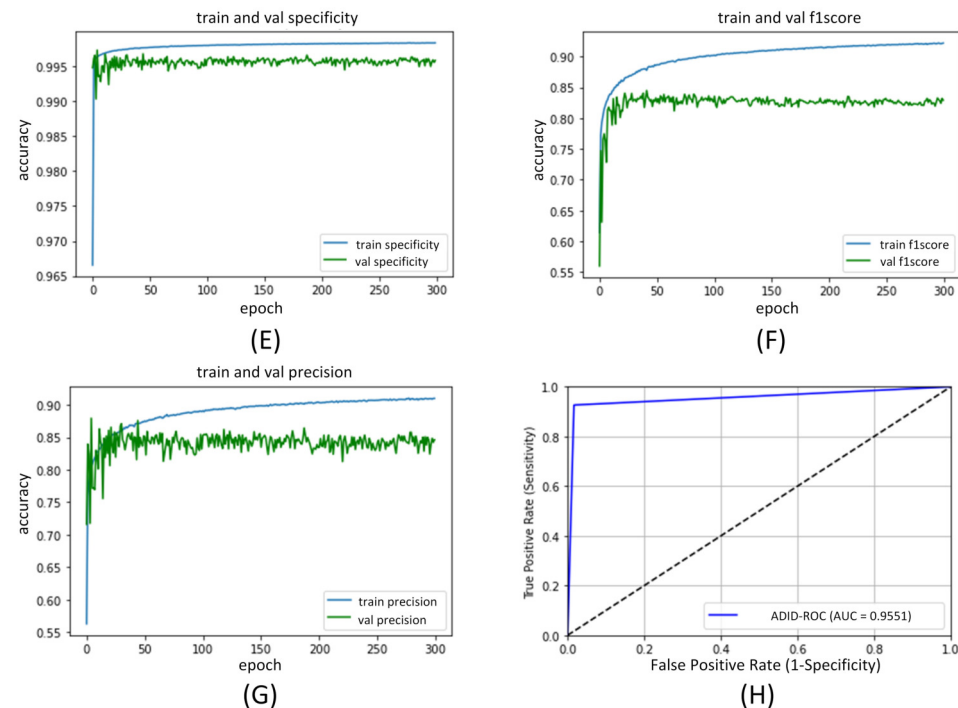 train and val specificity
accuracy
0.995
0.990
0.985
0.980
0.975
0.970
0.965
train specificity
val specificity
0 50 100 150 200 250 300
epoch
(E)
train and val f1score
accuracy
0.90
0.85
0.80
0.75
0.70
0.65
0.60
0.55
train f1score
val f1score
0 50 100 150 200 250 300
epoch
(F)
train and val precision
accuracy
0.90
0.85
0.80
0.75
0.70
0.65
0.60
0.55
train precision
val precision
0 50 100 150 200 250 300
epoch
(G)
True Positive Rate (Sensitivity)
1.0
0.8
0.6
0.4
0.2
0.0
ADID-ROC (AUC = 0.9551)
0.0 0.2 0.4 0.6 0.8 1.0
False Positive Rate (1-Specificity)
(H)